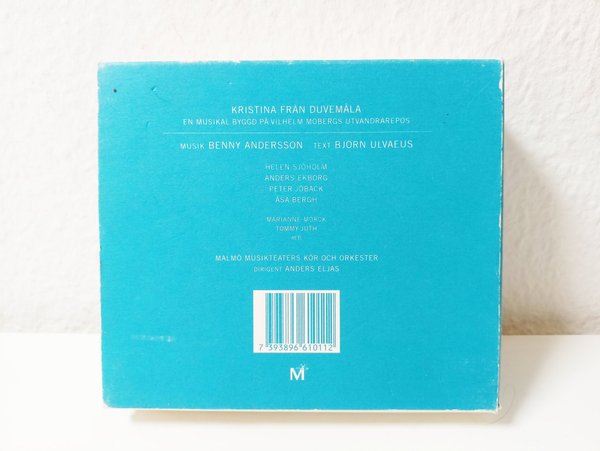 KRISTINA FRÅN DUVEMÅLA
EN MUSIKAL BYGGD PÅ VILHELM MOBERGS UTVANDRAREPOS
MUSIK BENNY ANDERSSON TEXT BJÖRN ULVAEUS
HELEN SJÖHOLM
ANDERS EKBORG
PETER JÖBACK
ÅSA BERGH
MARIANNE MÖRCK
TOMMY JUTH
MFL
MALMÖ MUSIKTEATERS KÖR OCH ORKESTER
DIRIGENT ANDERS ELJAS
7 393896 610112
M